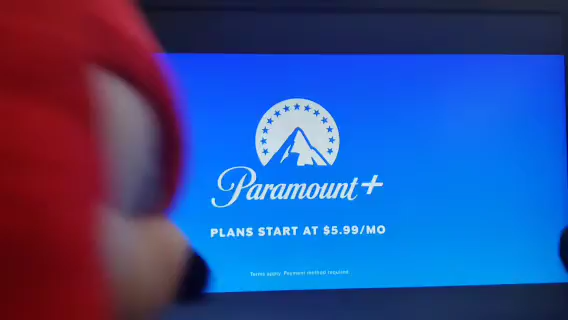 Paramount+
PLANS START AT $5.99/MO
Terms apply. Payment method required.